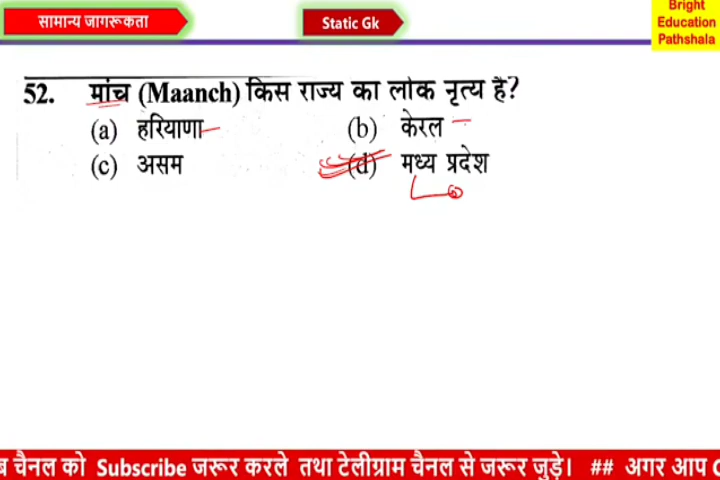 सामान्य जागरूकता
Static Gk
Bright
Education
Pathshala
52. मांच (Maanch) किस राज्य का लोक नृत्य है?
(a) हरियाणा (b) केरल
(c) असम (d) मध्य प्रदेश
चैनल को Subscribe जरूर करले तथा टेलीग्राम चैनल से जरूर जुड़े। ## अगर आप